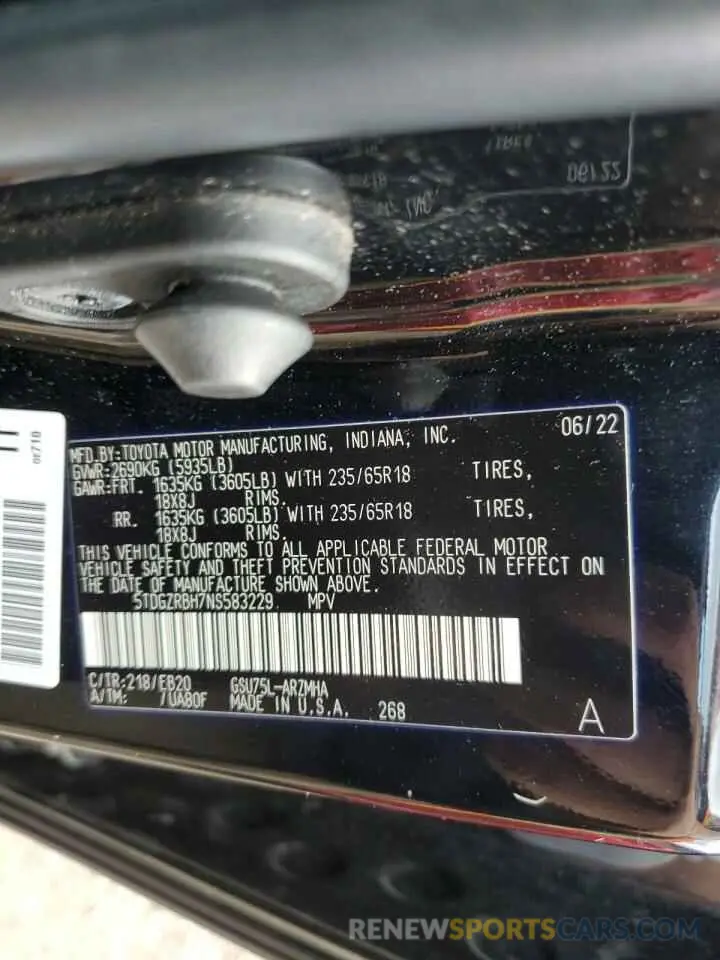 06/22
MFD.BY:TOYOTA MOTOR MANUFACTURING, INDIANA, INC.
GVWR:2690KG (5935LB)
GAWR:FRT. 1635KG (3605LB) WITH 235/65R18 TIRES,
18X8J RIMS.
RR. 1635KG (3605LB) WITH 235/65R18 TIRES,
18X8J RIMS.
THIS VEHICLE CONFORMS TO ALL APPLICABLE FEDERAL MOTOR
VEHICLE SAFETY AND THEFT PREVENTION STANDARDS IN EFFECT ON
THE DATE OF MANUFACTURE SHOWN ABOVE.
5TDGZRBH7NS583229 MPV
C/TR:218/EB20 GSU75L-ARZMHA
A/TM: /UA80F MADE IN U.S.A. 268
A
RENEWSPORTSCARS.COM